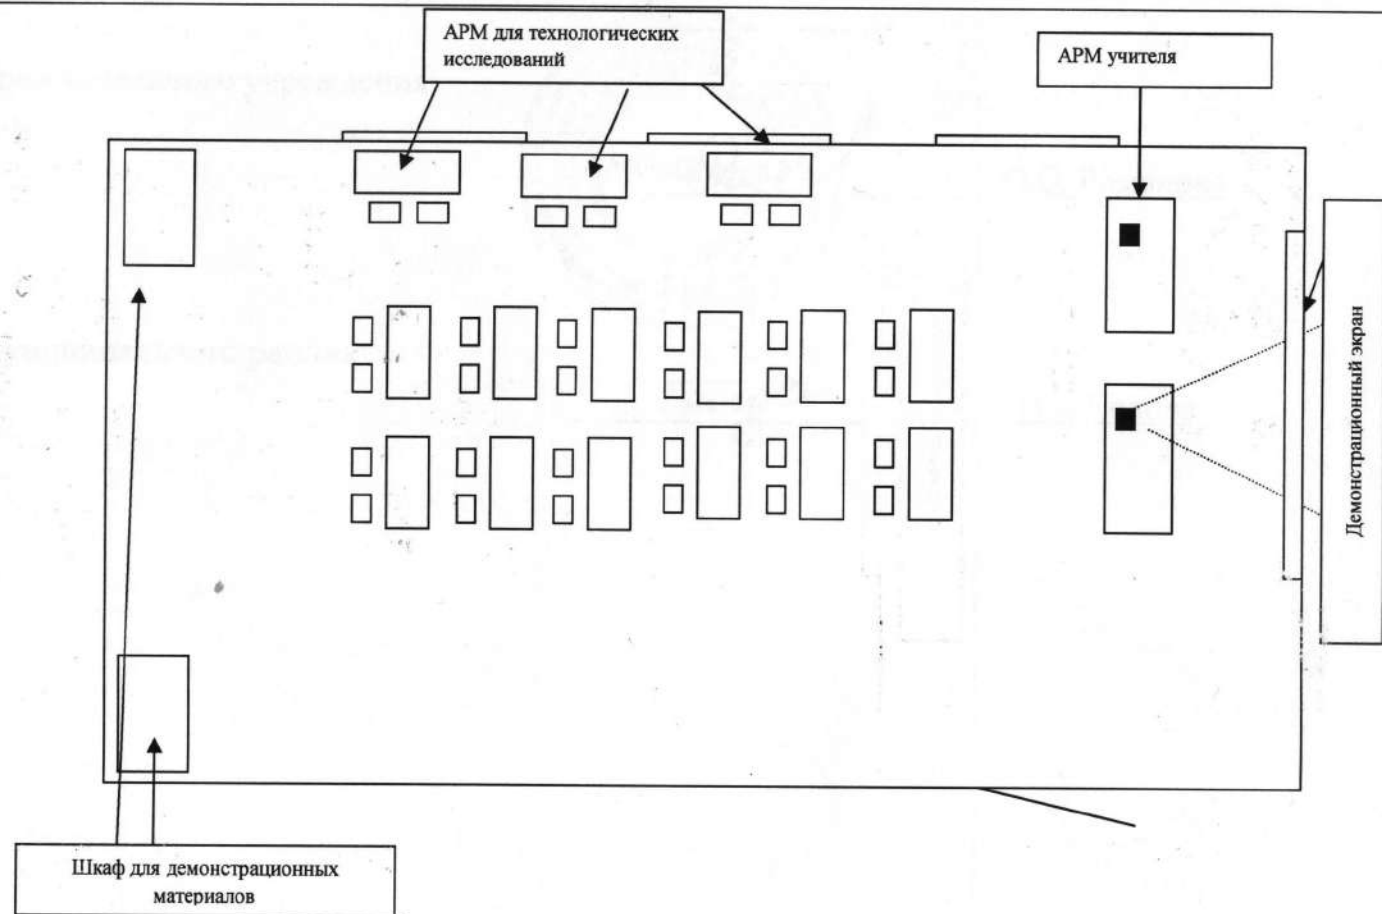 АРМ для технологических
исследований
АРМ учителя
Демонстрационный экран
Шкаф для демонстрационных
материалов